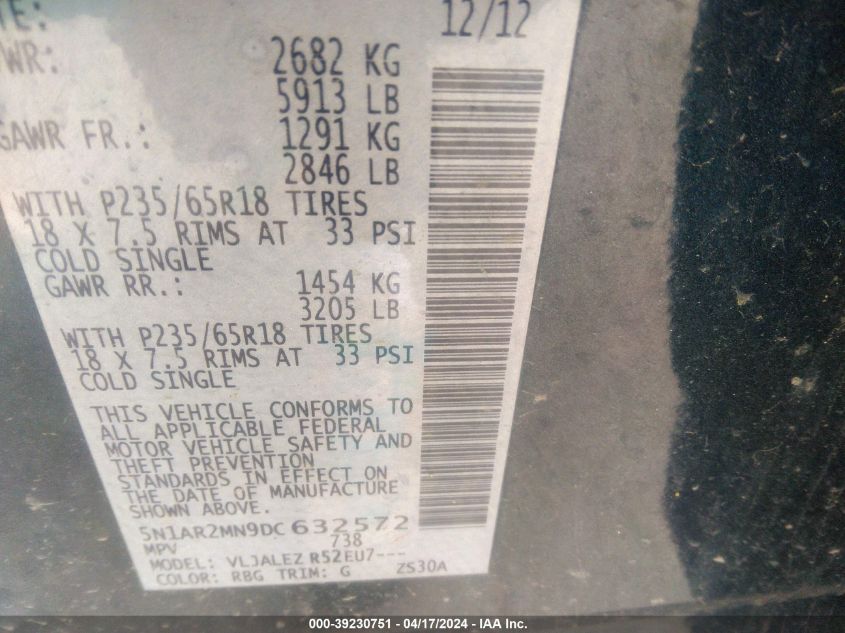 TE: 12/12
WR: 2682 KG
5913 LB
GAWR FR.: 1291 KG
2846 LB
WITH P235/65R18 TIRES
18 X 7.5 RIMS AT 33 PSI
COLD SINGLE
GAWR RR.: 1454 KG
3205 LB
WITH P235/65R18 TIRES
18 X 7.5 RIMS AT 33 PSI
COLD SINGLE
THIS VEHICLE CONFORMS TO
ALL APPLICABLE FEDERAL
MOTOR VEHICLE SAFETY AND
THEFT PREVENTION
STANDARDS IN EFFECT ON
THE DATE OF MANUFACTURE
SHOWN ABOVE.
5N1AR2MN9DC 632572
MPV 738
MODEL: VLJALEZ R52EU7---
COLOR: RBG TRIM: G ZS30A
000-39230751 - 04/17/2024 - IAA Inc.